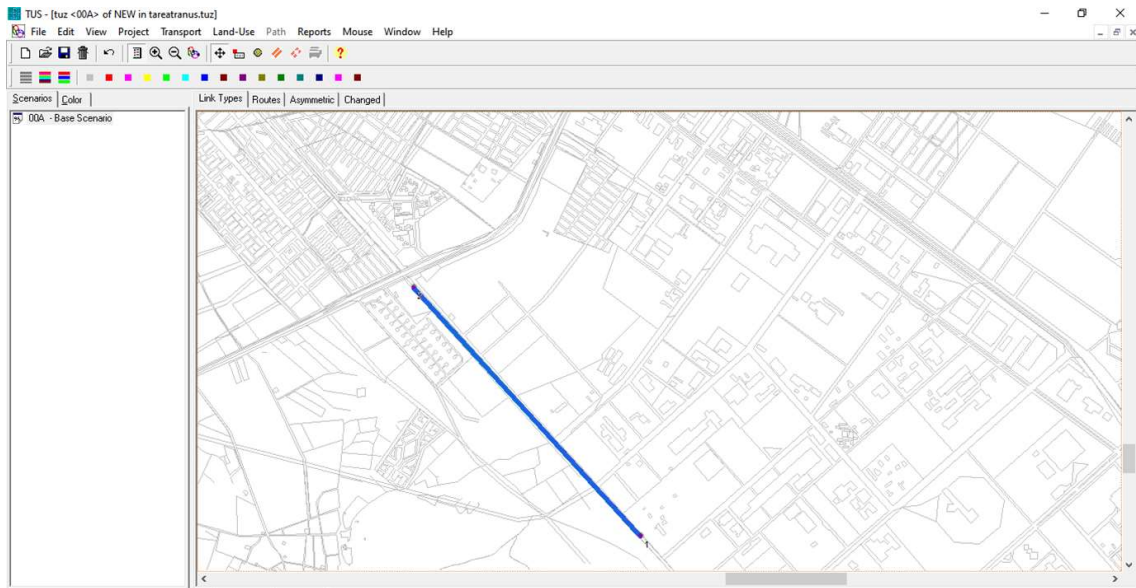 TUS - [tuz <00A> of NEW in tareatranus.tuz]
File Edit View Project Transport Land-Use Path Reports Mouse Window Help
Scenarios Color
Link Types Routes Asymmetric Changed
00A - Base Scenario
1